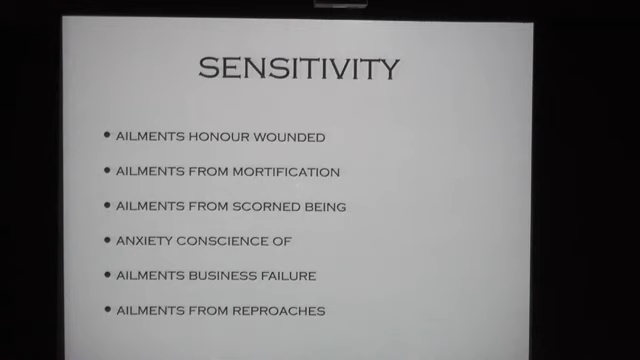 SENSITIVITY
• AILMENTS HONOUR WOUNDED
• AILMENTS FROM MORTIFICATION
• AILMENTS FROM SCORNED BEING
• ANXIETY CONSCIENCE OF
• AILMENTS BUSINESS FAILURE
• AILMENTS FROM REPROACHES